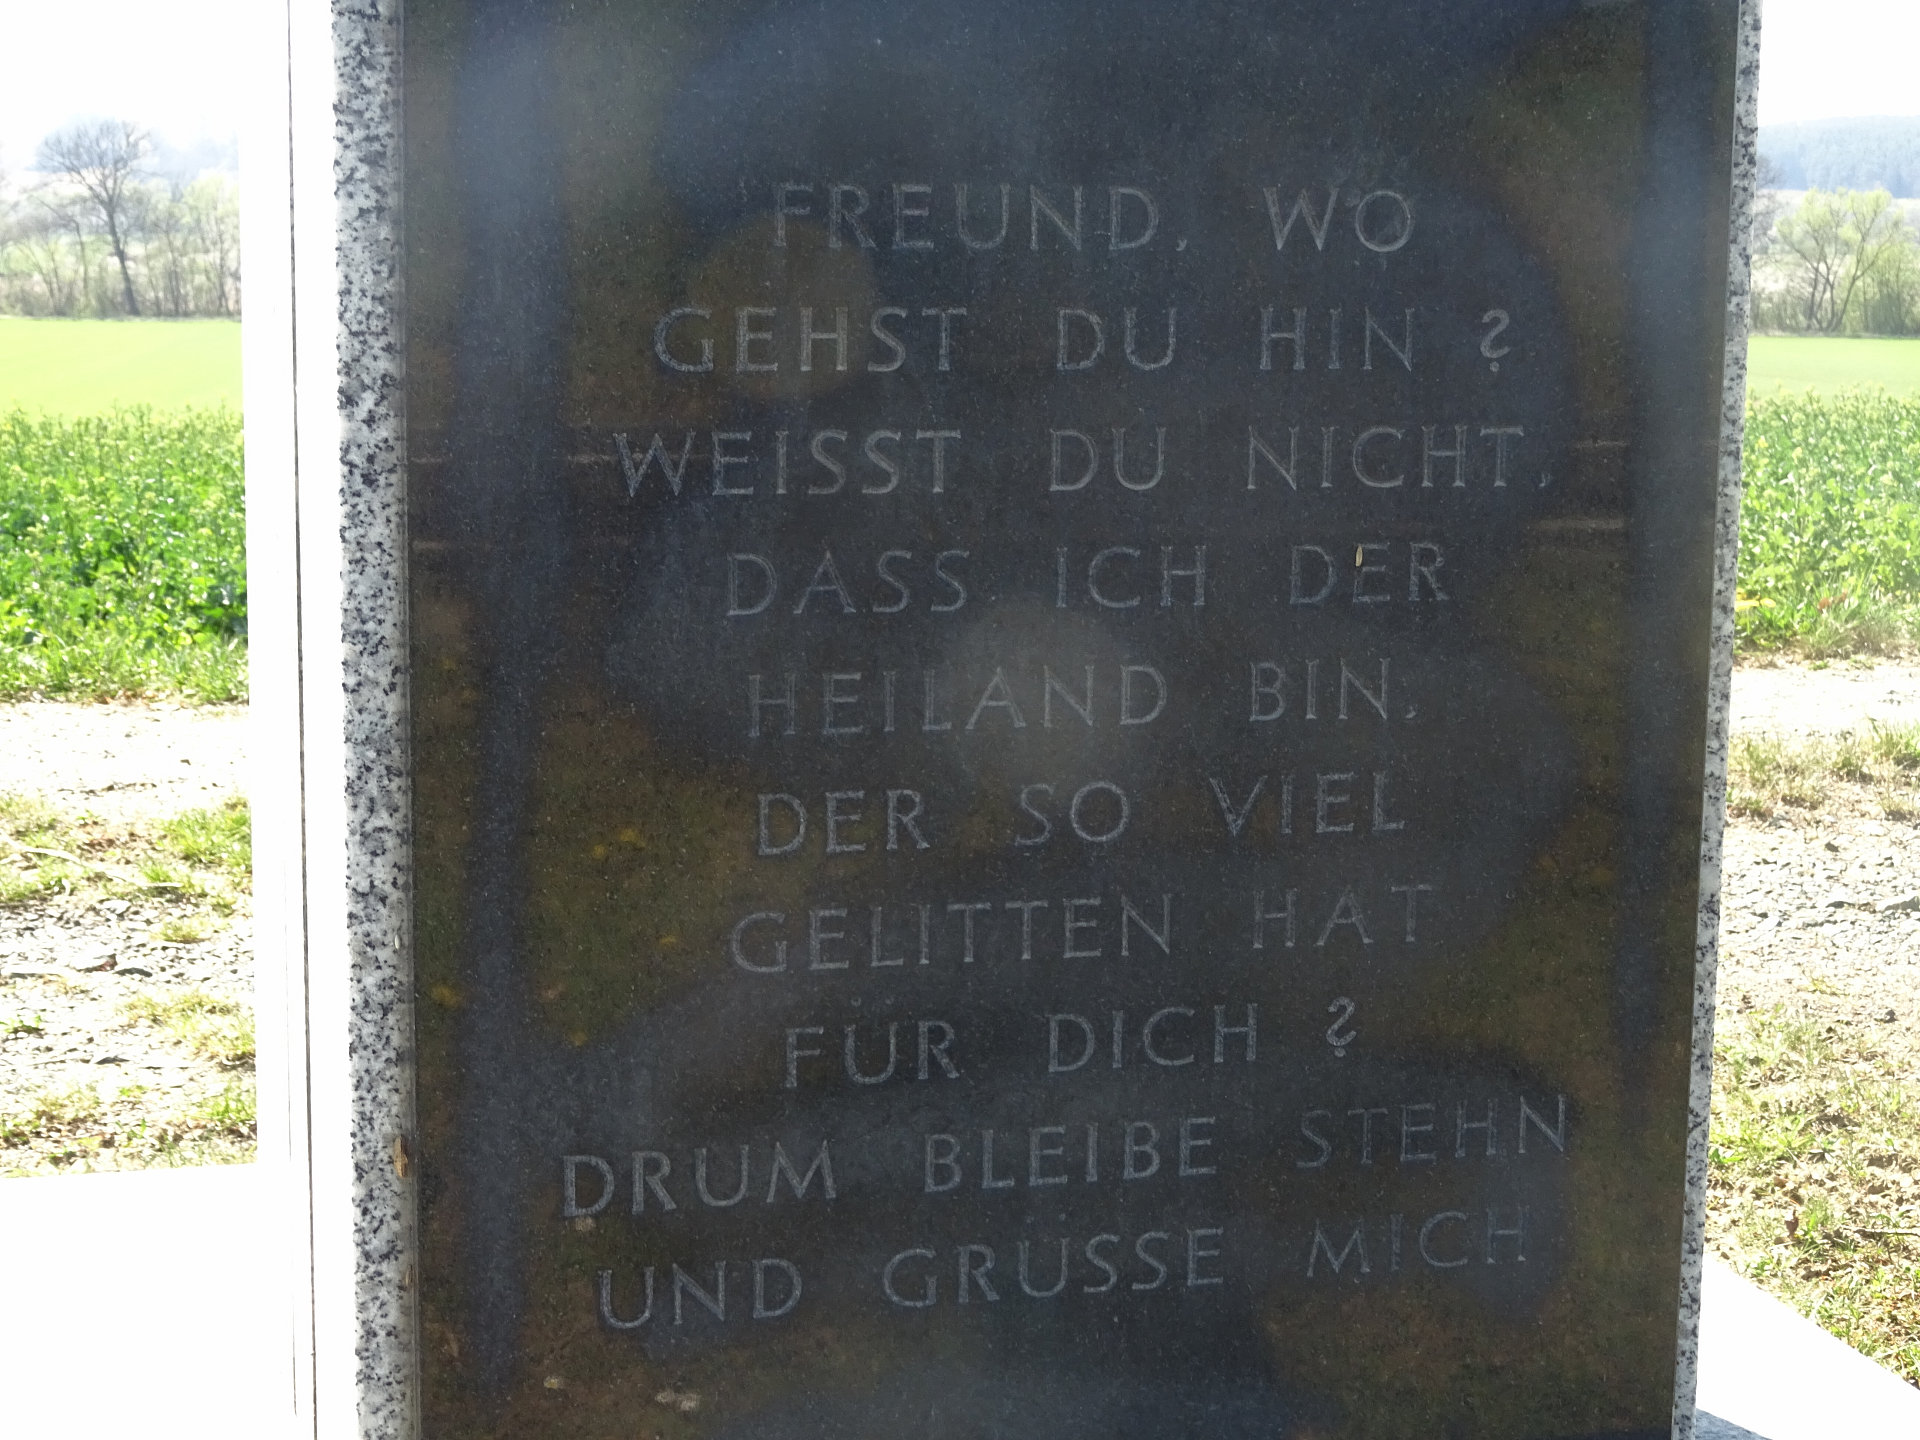 FREUND, WO
GEHST DU HIN ?
WEISST DU NICHT,
DASS ICH DER
HEILAND BIN,
DER SO VIEL
GELITTEN HAT
FÜR DICH ?
DRUM BLEIBE STEHN
UND GRÜSSE MICH